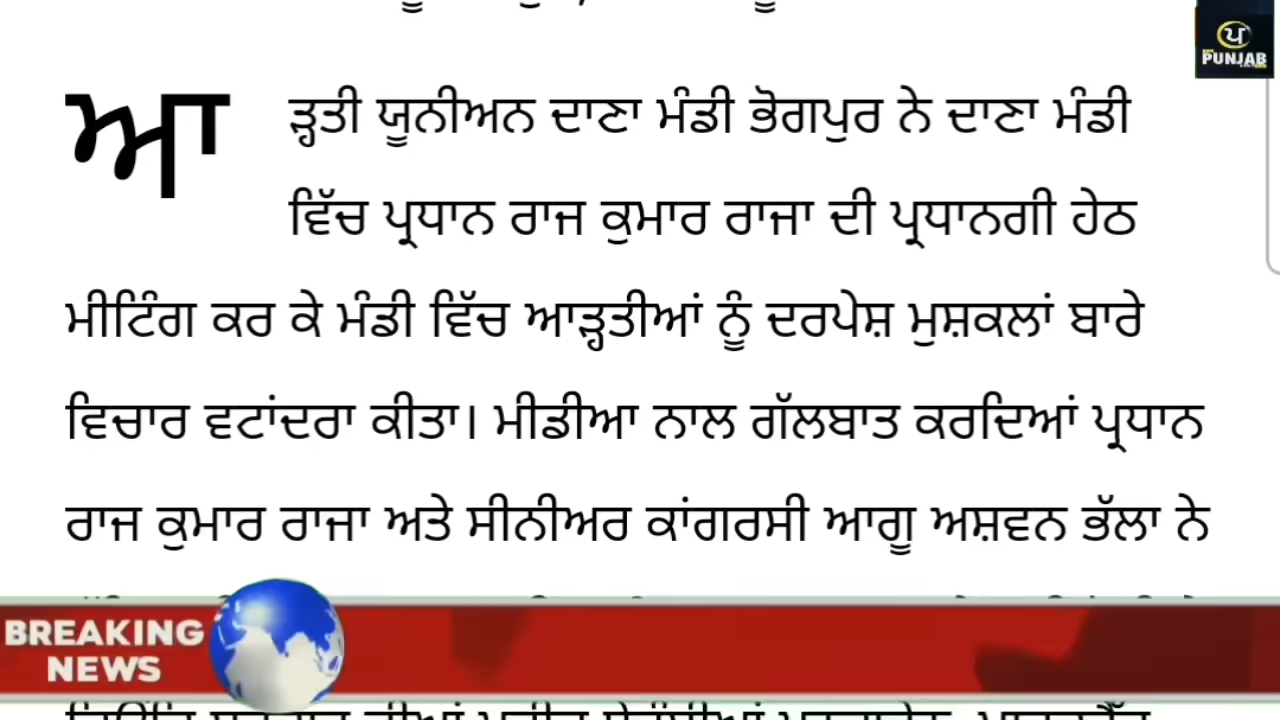 ਪ
PUNJAB
ਆੜ੍ਹਤੀ ਯੂਨੀਅਨ ਦਾਣਾ ਮੰਡੀ ਭੋਗਪੁਰ ਨੇ ਦਾਣਾ ਮੰਡੀ
ਵਿੱਚ ਪ੍ਰਧਾਨ ਰਾਜ ਕੁਮਾਰ ਰਾਜਾ ਦੀ ਪ੍ਰਧਾਨਗੀ ਹੇਠ
ਮੀਟਿੰਗ ਕਰ ਕੇ ਮੰਡੀ ਵਿੱਚ ਆੜ੍ਹਤੀਆਂ ਨੂੰ ਦਰਪੇਸ਼ ਮੁਸ਼ਕਲਾਂ ਬਾਰੇ
ਵਿਚਾਰ ਵਟਾਂਦਰਾ ਕੀਤਾ। ਮੀਡੀਆ ਨਾਲ ਗੱਲਬਾਤ ਕਰਦਿਆਂ ਪ੍ਰਧਾਨ
ਰਾਜ ਕੁਮਾਰ ਰਾਜਾ ਅਤੇ ਸੀਨੀਅਰ ਕਾਂਗਰਸੀ ਆਗੂ ਅਸ਼ਵਨ ਭੱਲਾ ਨੇ
BREAKING
NEWS